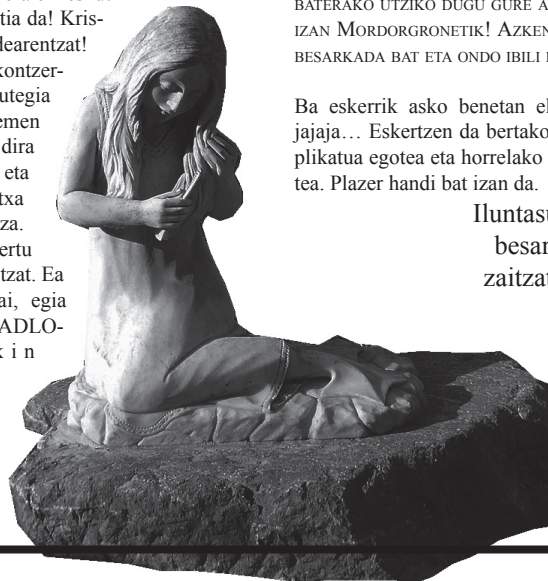 tia da! Kris-
dearentzat!
kontzer-
utegia
emen
dira
eta
txa
za.
ertu
tzat. Ea
ai, egia
ADLO-
k i n
BATERAKO UTZIKO DUGU GURE A
IZAN MORDORGRONETIK! AZKEN
BESARKADA BAT ETA ONDO IBILI
Ba eskerrik asko benetan el
jajaja… Eskertzen da bertako
plikatua egotea eta horrelako
tea. Plazer handi bat izan da.
Iluntasu
besar
zaitzat